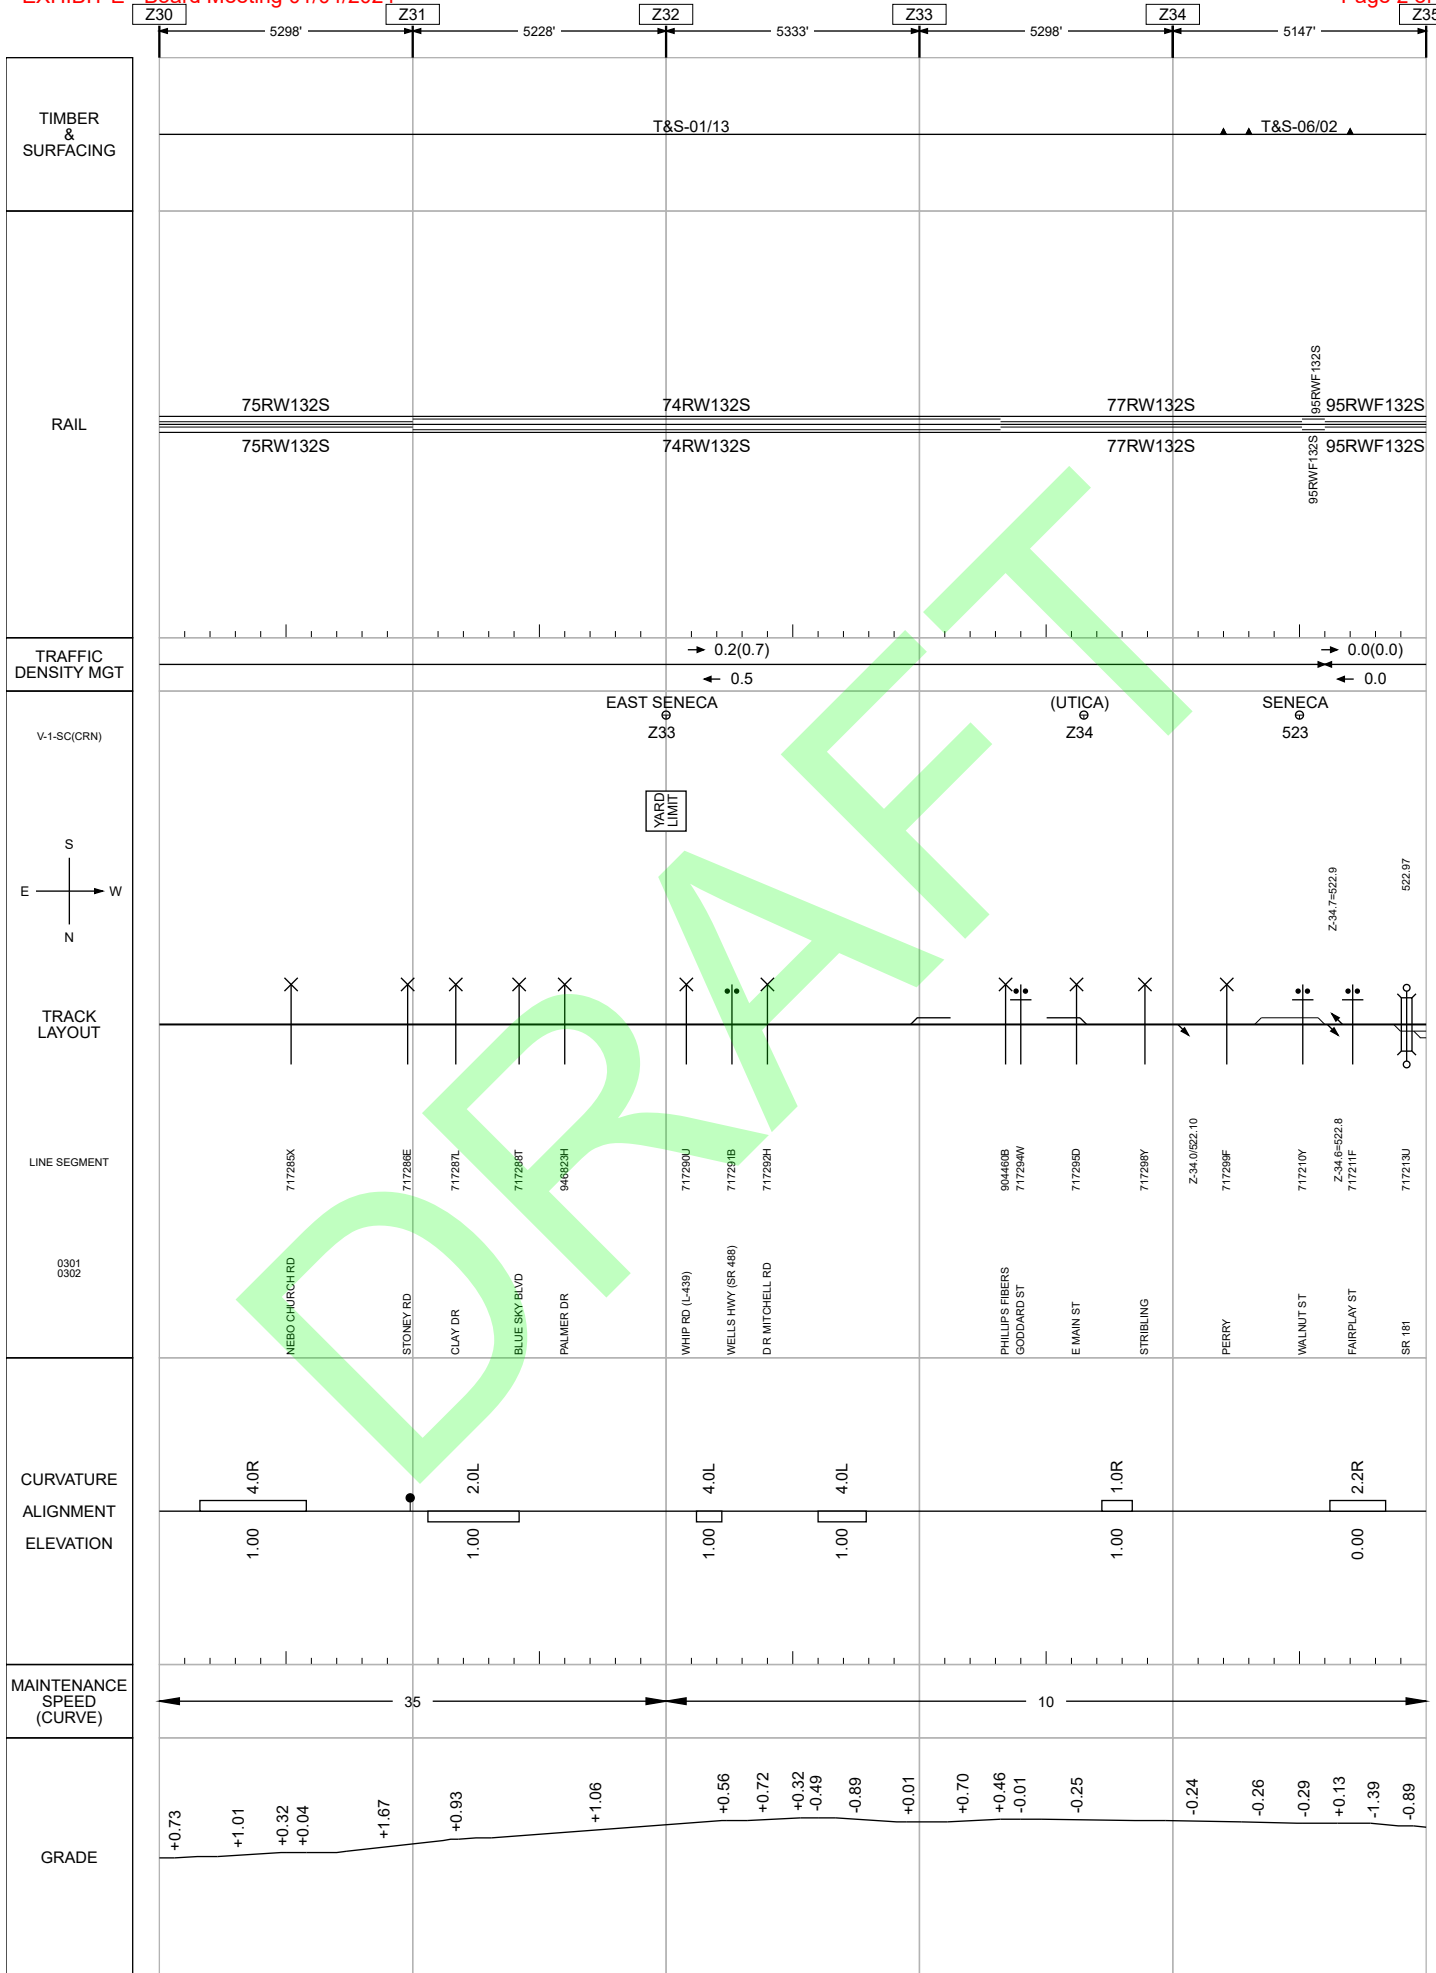 Z30 Z31 Z32 Z33 Z34 Z35
5298' 5228' 5333' 5298' 5147'
TIMBER
&
SURFACING
T&S-01/13 T&S-06/02
RAIL
75RW132S 74RW132S 77RW132S 95RWF132S 95RWF132S
75RW132S 74RW132S 77RW132S 95RWF132S 95RWF132S
TRAFFIC
DENSITY MGT
0.2(0.7) 0.0(0.0)
0.5 0.0
V-1-SC(CRN)
EAST SENECA (UTICA) SENECA
Z33 Z34 523
YARD
LIMIT
S
E W
N
Z-34.7=522.9
522.97
TRACK
LAYOUT
LINE SEGMENT
0301
0302
717285X 717286E 717287L 717288T 946823H 717290U 717291B 717292H 904460B 717294W 717295D 717298Y Z-34.0/522.10 717299F 717210Y Z-34.6=522.8 717211F 717213U
NEBO CHURCH RD
STONEY RD
CLAY DR
BLUE SKY BLVD
PALMER DR
WHIP RD (L-439)
WELLS HWY (SR 488)
D R MITCHELL RD
PHILLIPS FIBERS
GODDARD ST
E MAIN ST
STRIBLING
PERRY
WALNUT ST
FAIRPLAY ST
SR 181
CURVATURE
ALIGNMENT
ELEVATION
4.0R 2.0L 4.0L 4.0L 1.0R 2.2R
1.00 1.00 1.00 1.00 1.00 0.00
MAINTENANCE
SPEED
(CURVE)
35 10
GRADE
+0.73 +1.01 +0.32 +0.04 +1.67 +0.93 +1.06 +0.56 +0.72 +0.32 -0.49 -0.89 +0.01 +0.70 +0.46 -0.01 -0.25 -0.24 -0.26 -0.29 +0.13 -1.39 -0.89
DRAFT